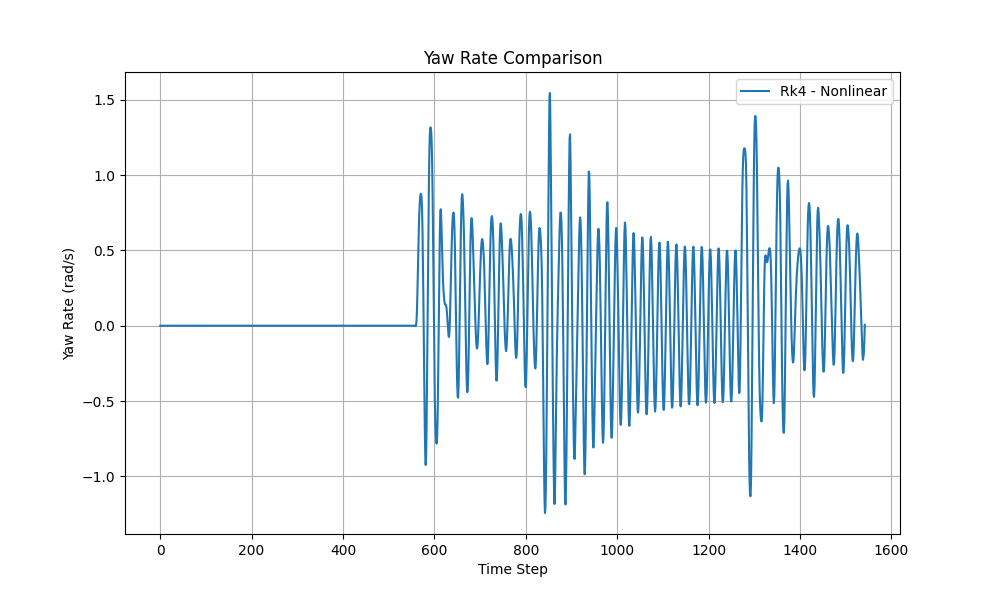 Yaw Rate Comparison
Rk4 - Nonlinear
Yaw Rate (rad/s)
1.5
1.0
0.5
0.0
−0.5
−1.0
0 200 400 600 800 1000 1200 1400 1600
Time Step